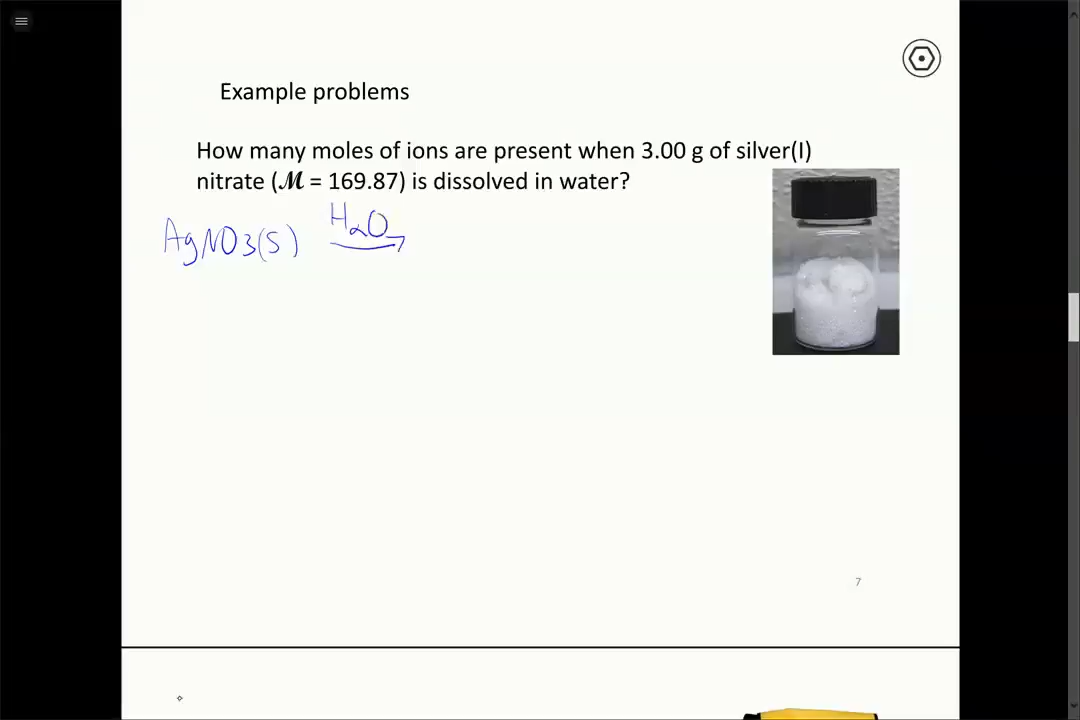 Example problems
How many moles of ions are present when 3.00 g of silver(I)
nitrate (ℳ = 169.87) is dissolved in water?
AgNO3(s) H2O
7